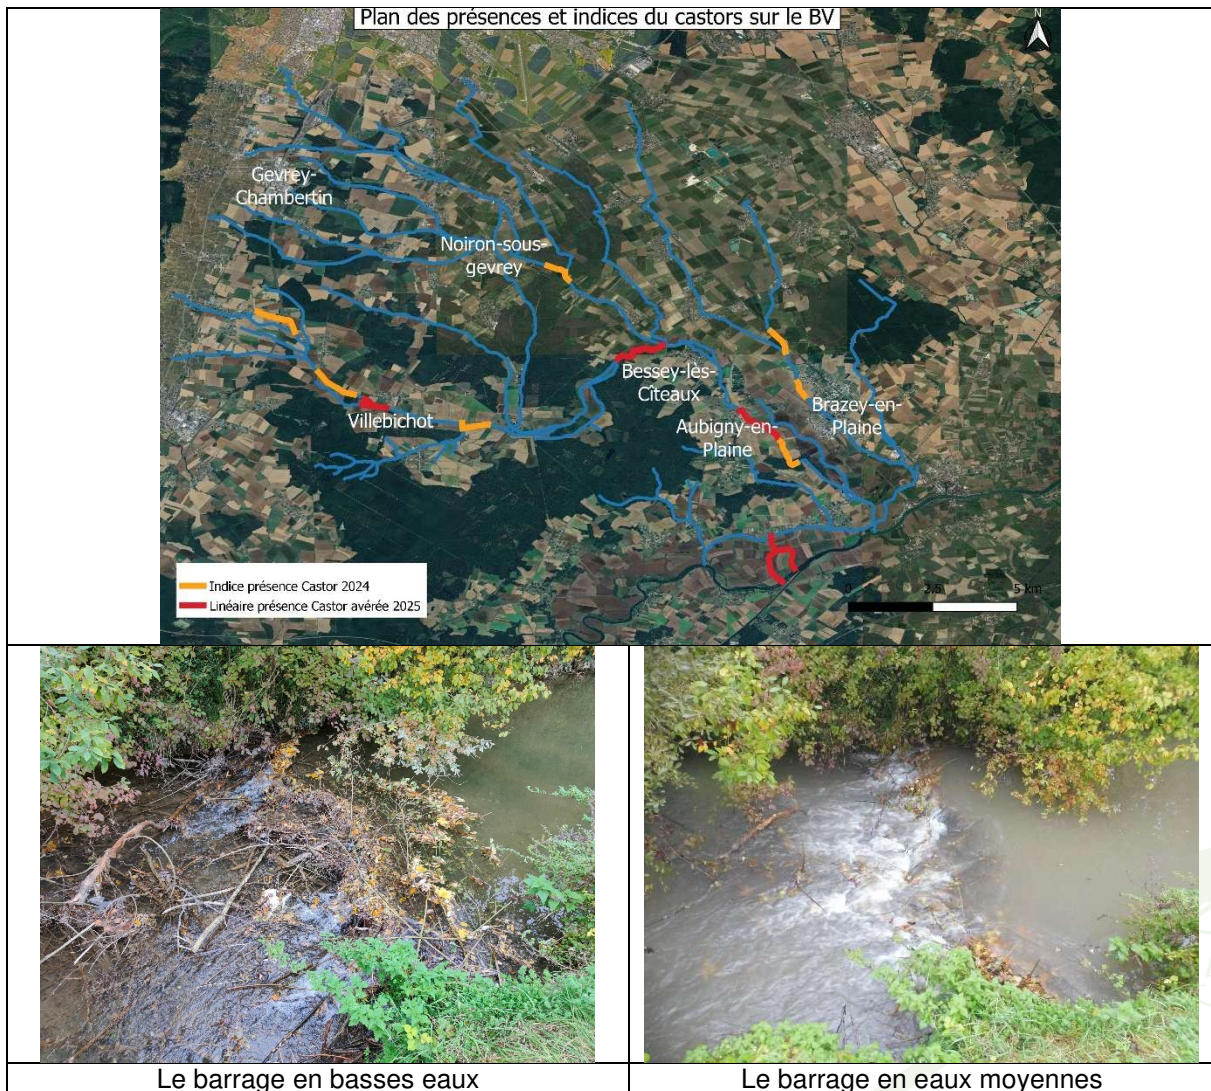 Plan des présences et indices du castors sur le BV
N
Gevrey-
Chambertin
Noiron-sous-
gevrey
Bessey-lès-
Cîteaux
Villebichot
Aubigny-en-
Plaine
Brazey-en-
Plaine
Indice présence Castor 2024
Linéaire présence Castor avérée 2025
0 2.5 5 km
Le barrage en basses eaux
Le barrage en eaux moyennes